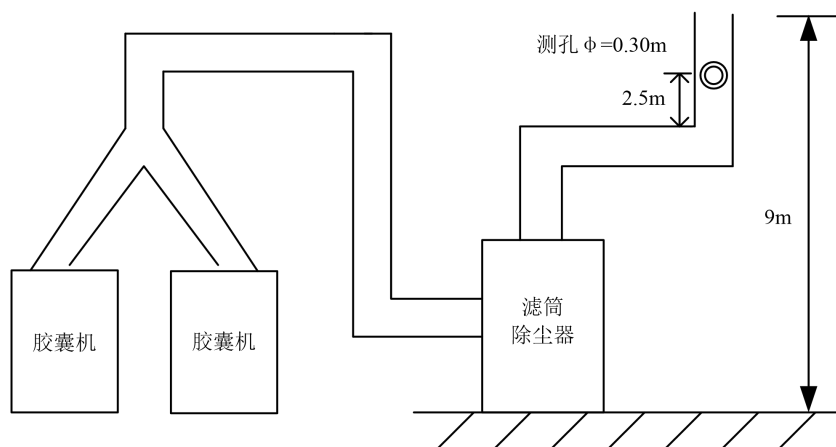 测孔 φ=0.30m
2.5m
9m
胶囊机
胶囊机
滤筒
除尘器